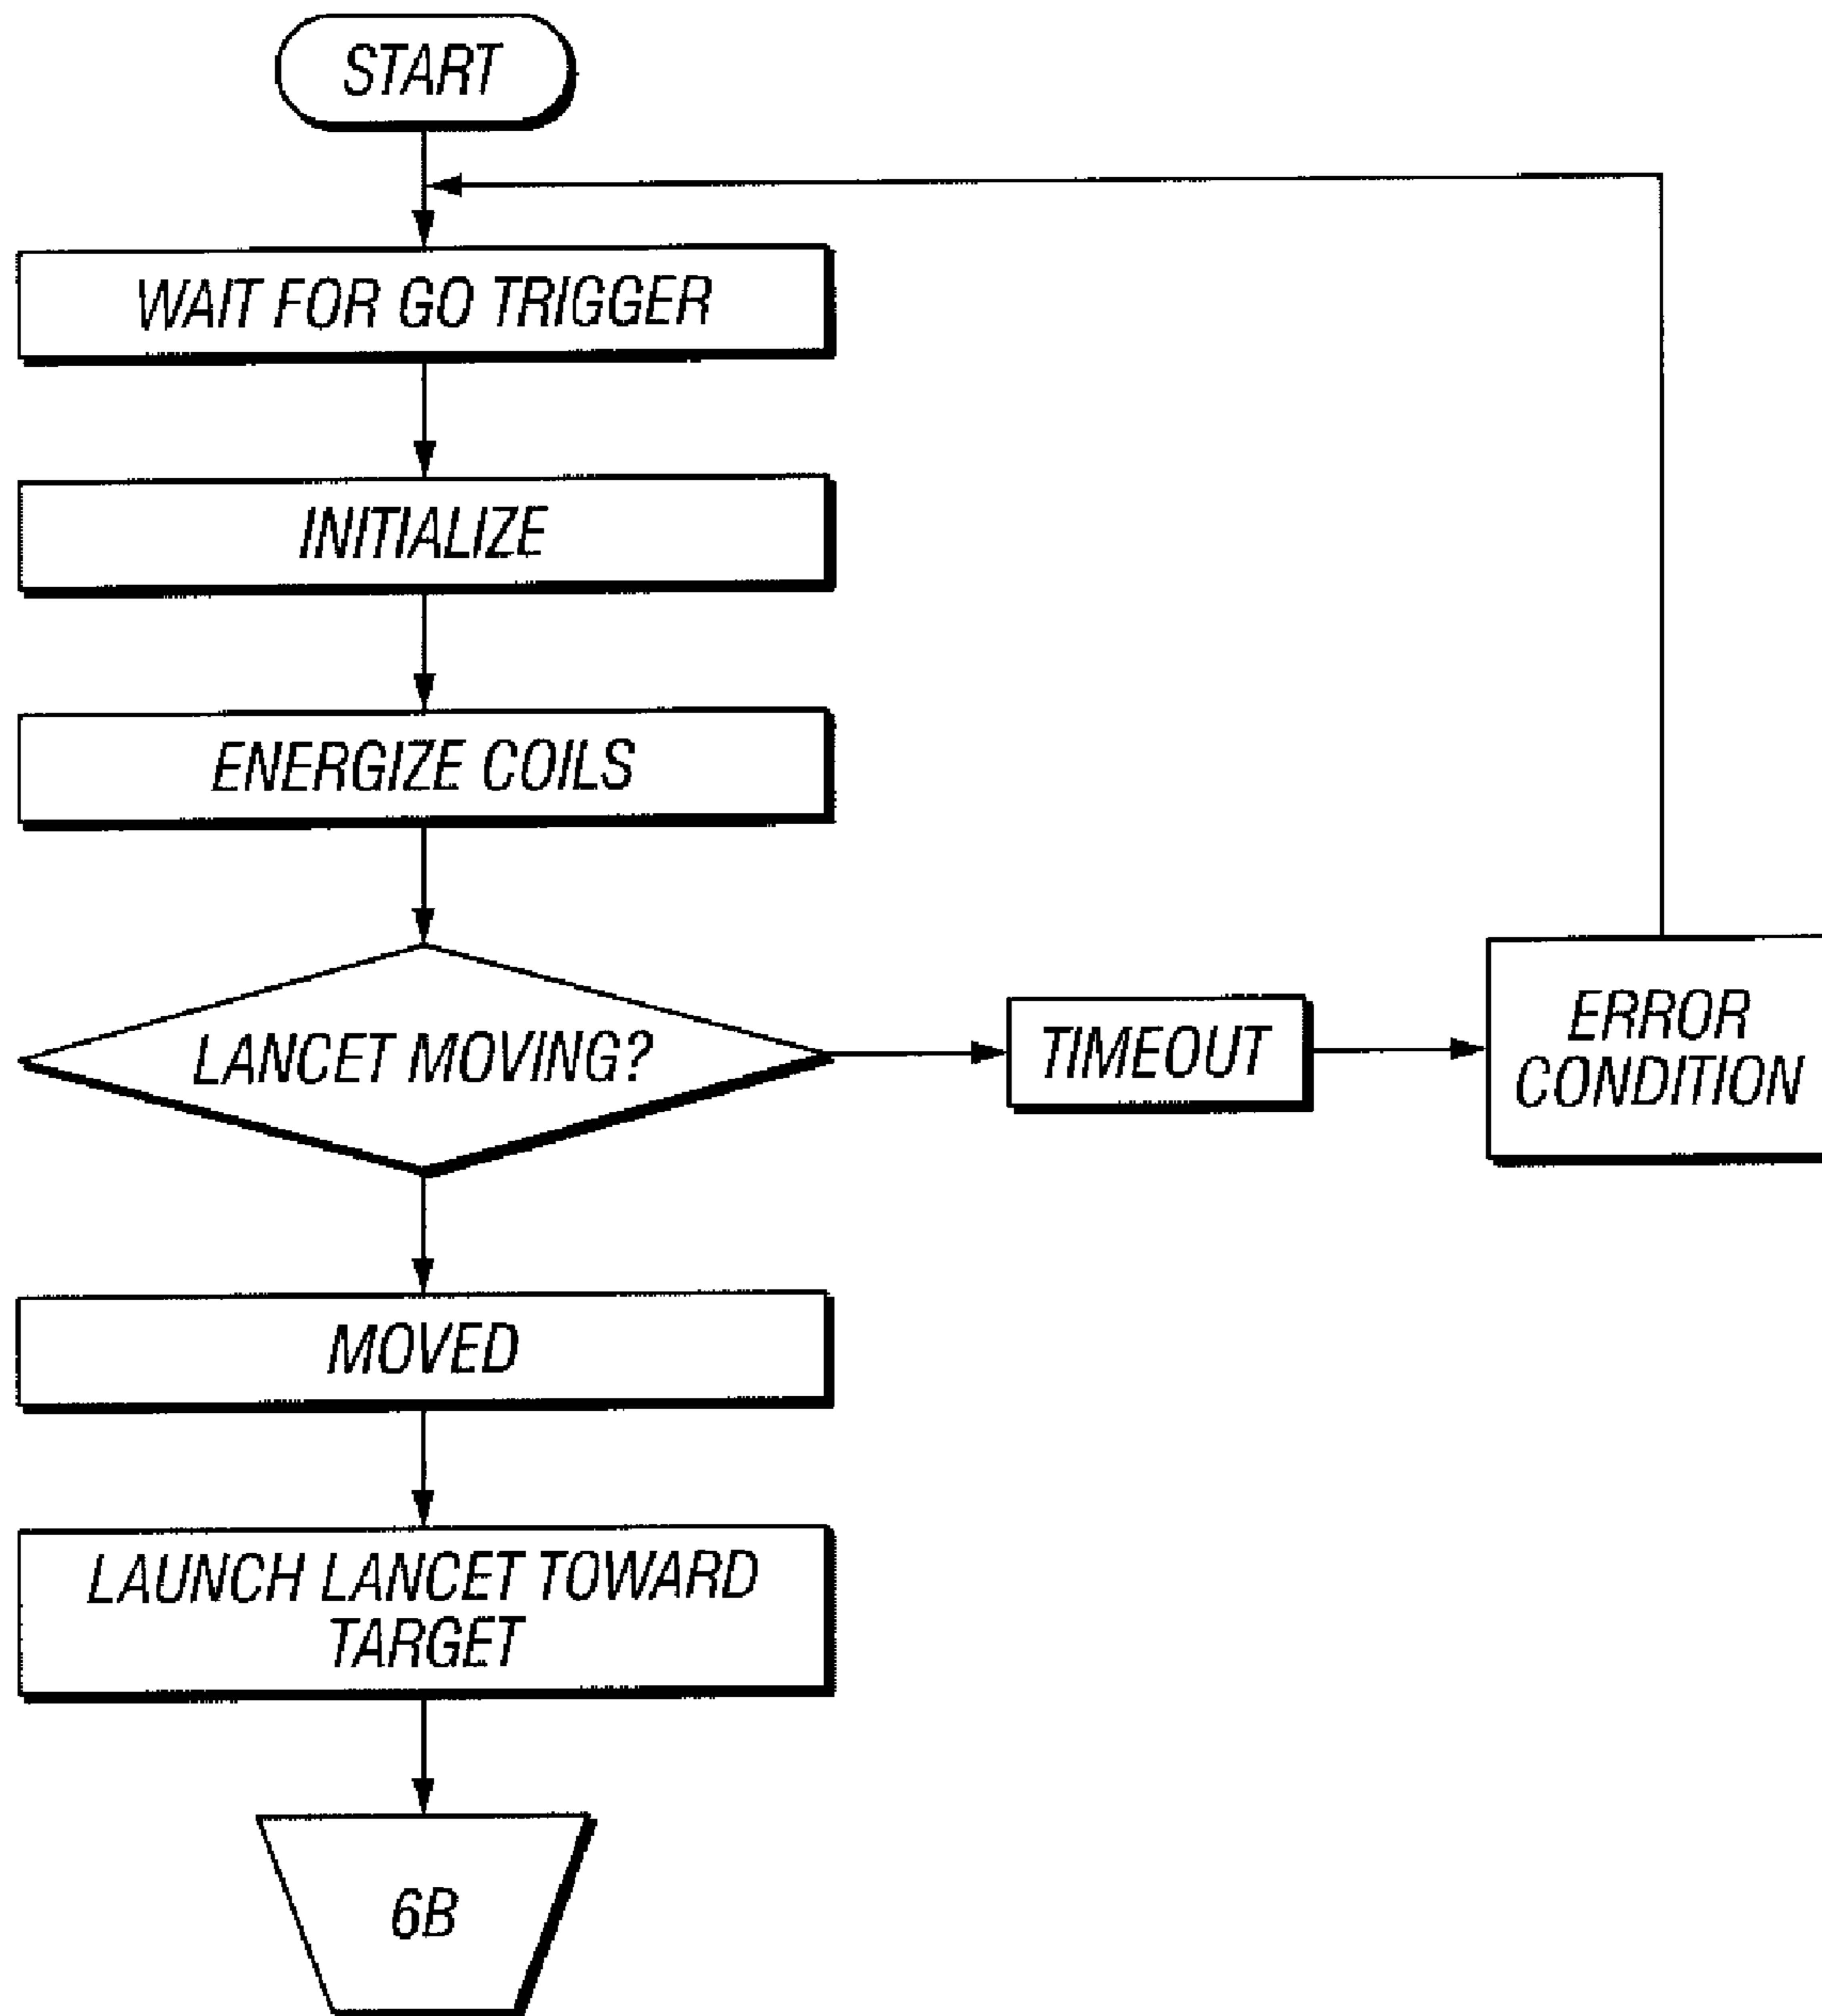 START
WAIT FOR GO TRIGGER
INITIALIZE
ENERGIZE COILS
LANCET MOVING?
TIMEOUT
ERROR
CONDITION
MOVED
LAUNCH LANCET TOWARD
TARGET
6B